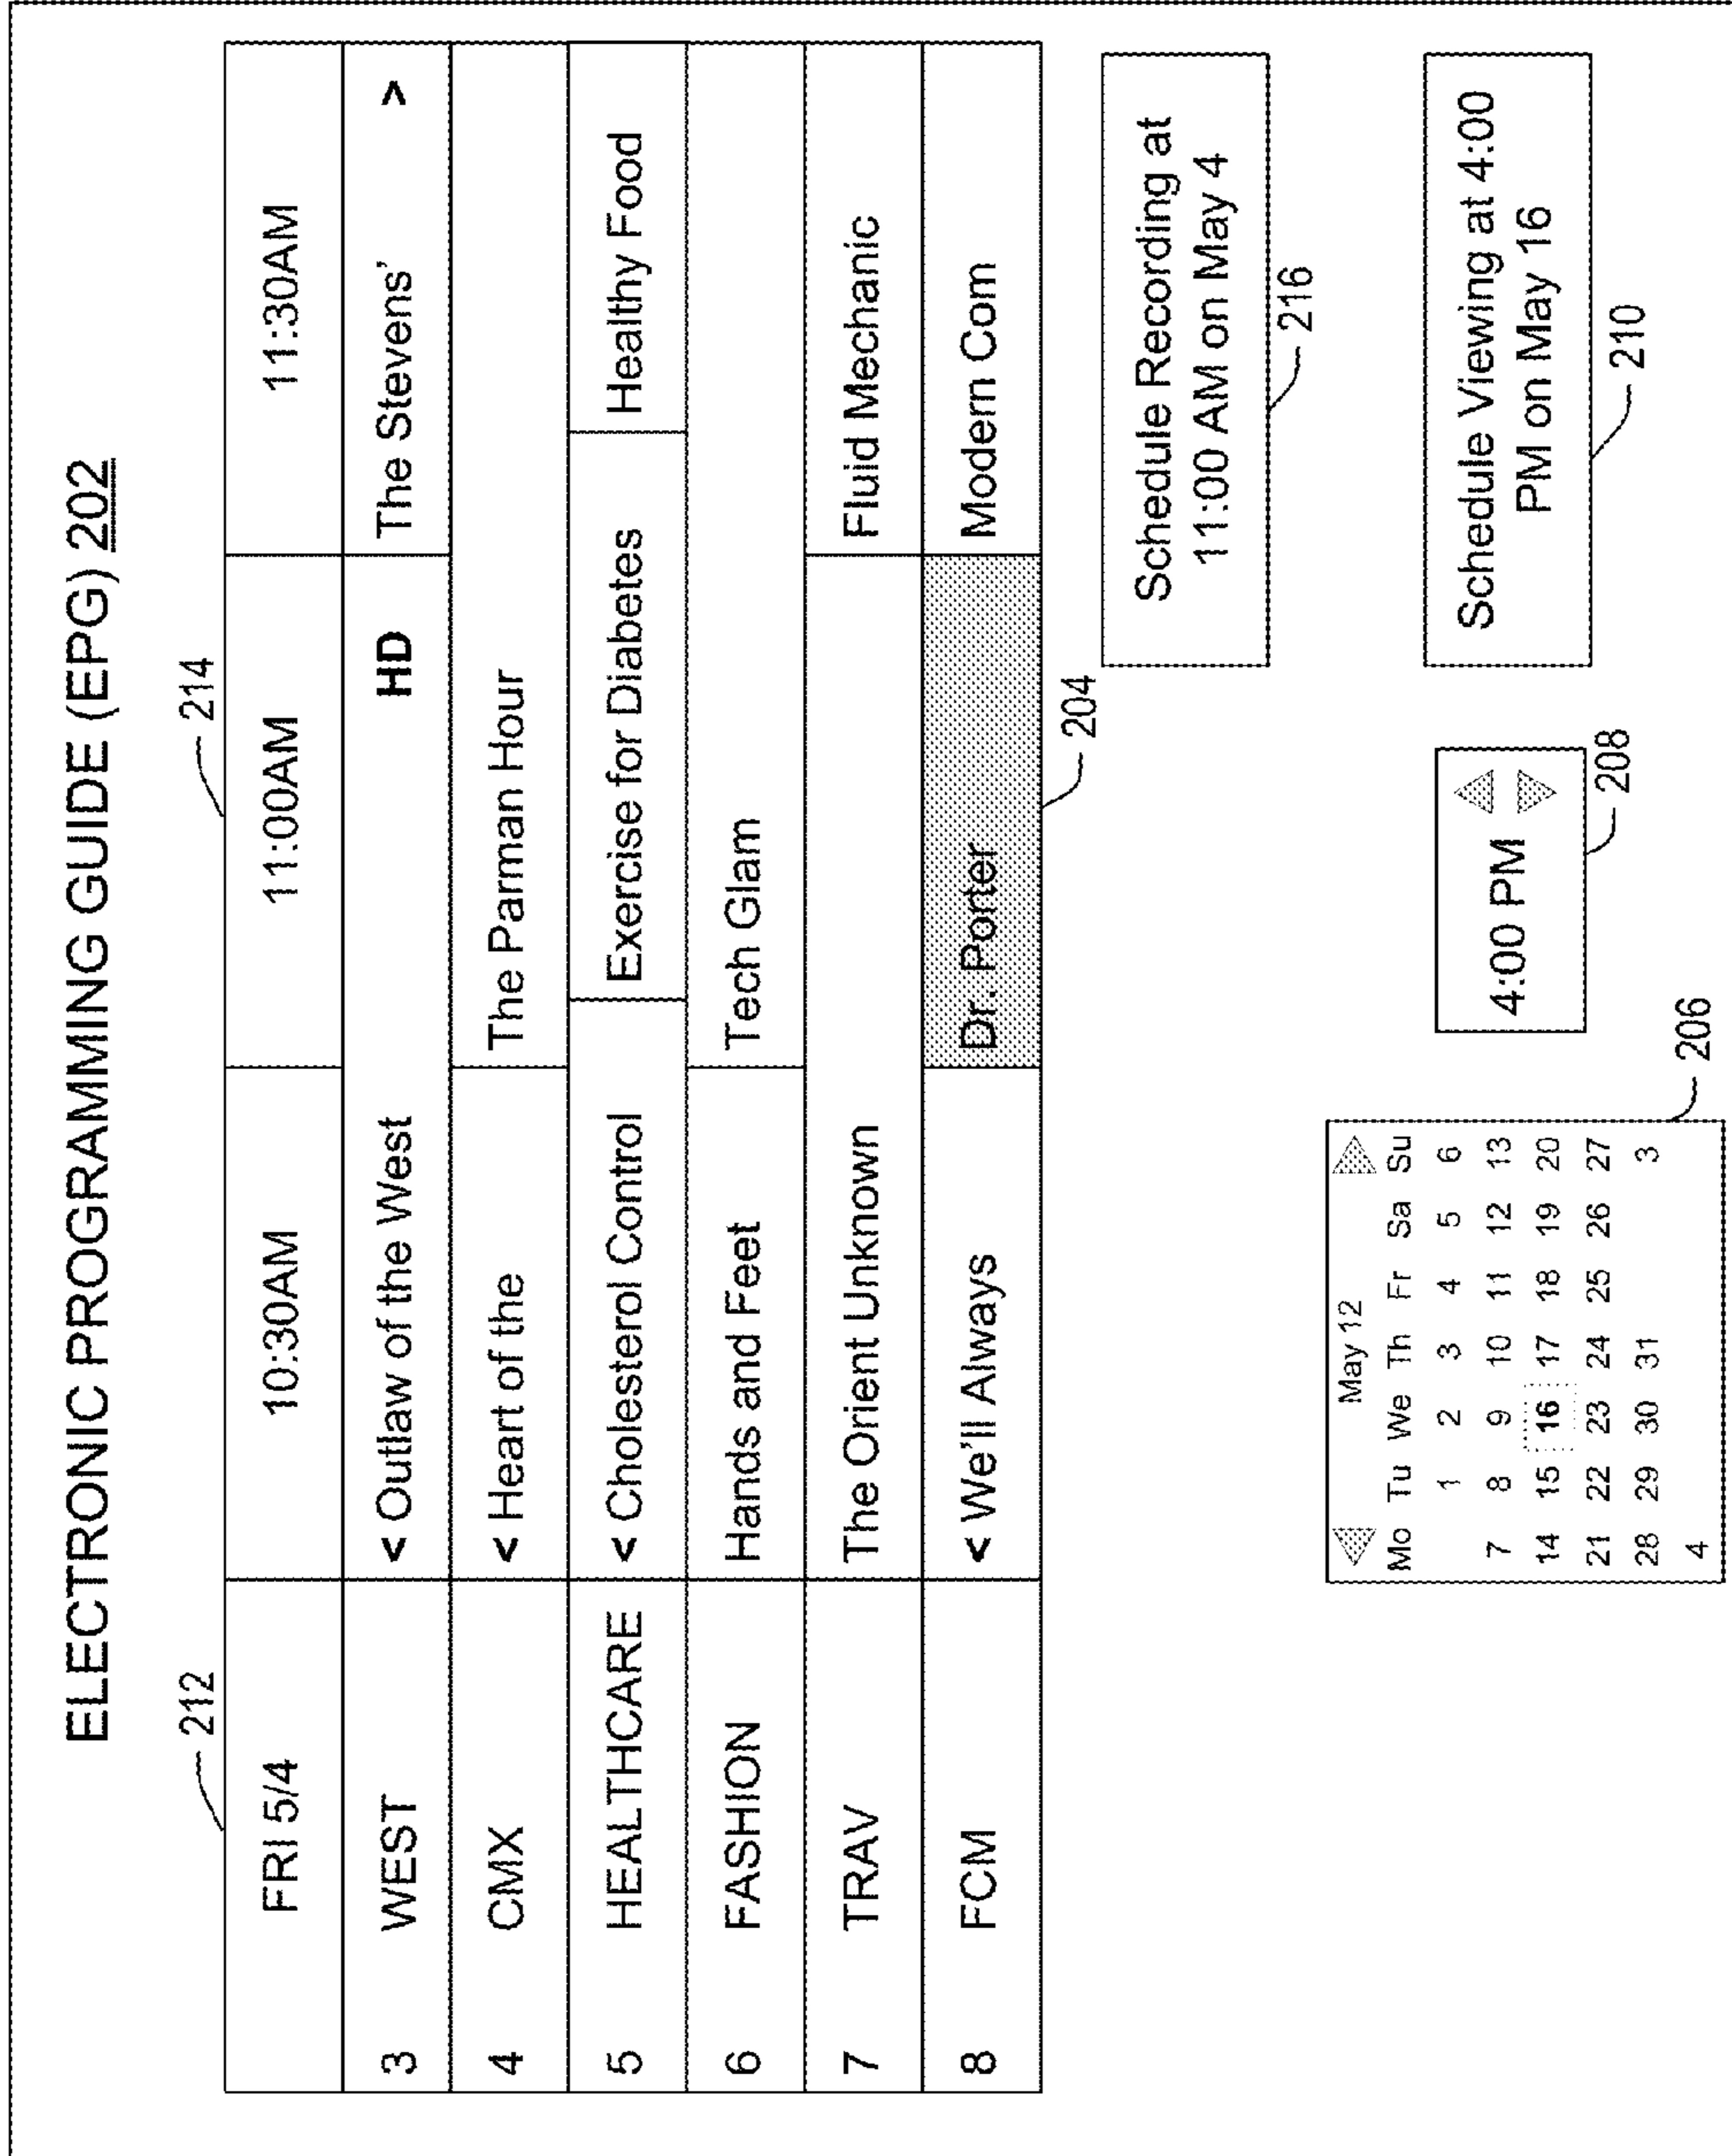 ELECTRONIC PROGRAMMING GUIDE (EPG) 202
212
214
FRI 5/4 10:30AM 11:00AM 11:30AM
3 WEST < Outlaw of the West HD The Stevens' >
4 CMX < Heart of the The Parman Hour
5 HEALTHCARE < Cholesterol Control Exercise for Diabetes Healthy Food
6 FASHION Hands and Feet Tech Glam
7 TRAV The Orient Unknown Fluid Mechanic
8 FCM < We'll Always Dr. Porter Modern Com
204
Schedule Recording at
11:00 AM on May 4
216
May 12
Mo Tu We Th Fr Sa Su
1 2 3 4 5 6
7 8 9 10 11 12 13
14 15 16 17 18 19 20
21 22 23 24 25 26 27
28 29 30 31 3
4
206
4:00 PM
208
Schedule Viewing at 4:00
PM on May 16
210